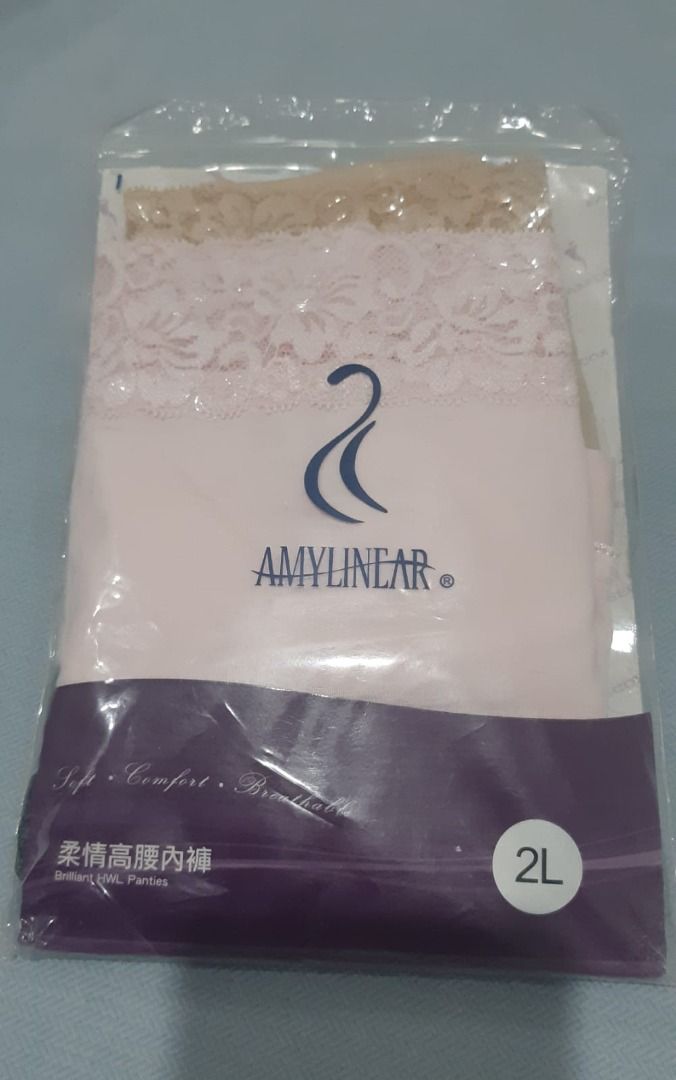 AMYLINEAR ®
Soft · Comfort · Breathable
柔情高腰內褲
Brilliant HWL Panties
2L